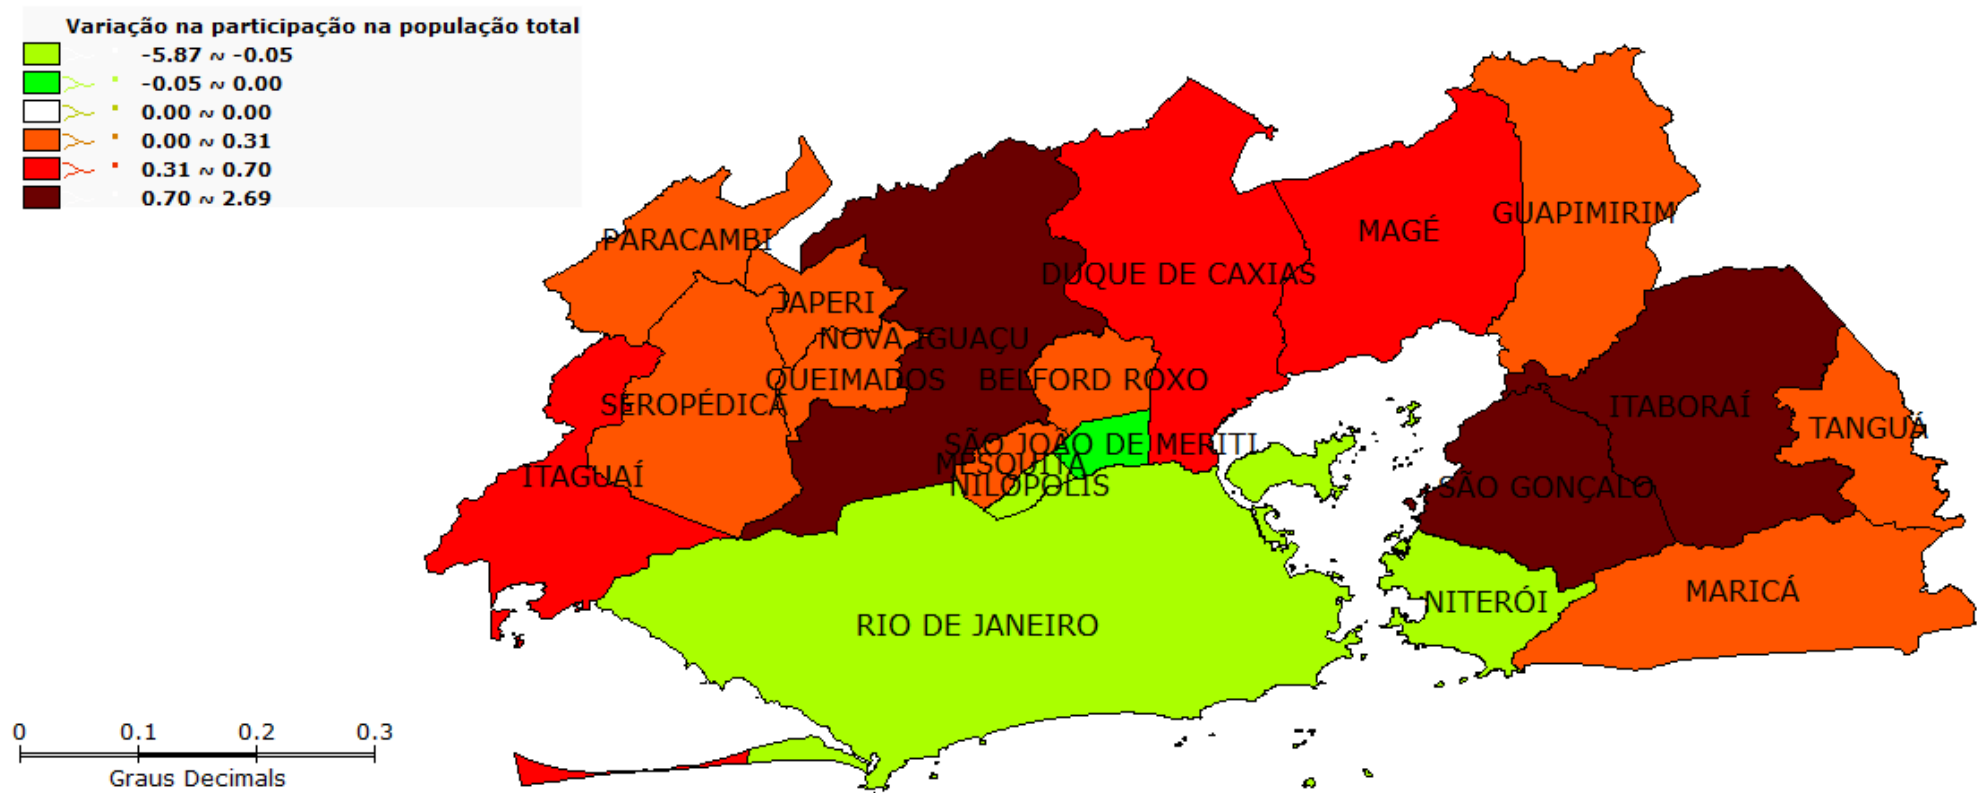 Variação na participação na população total
-5.87 ~ -0.05
-0.05 ~ 0.00
0.00 ~ 0.00
0.00 ~ 0.31
0.31 ~ 0.70
0.70 ~ 2.69
PARACAMBI
GUAPIMIRIM
MAGÉ
DUQUE DE CAXIAS
JAPERI
NOVA IGUAÇU
QUEIMADOS
BELFORD ROXO
SEROPÉDICA
ITABORAÍ
TANGUÁ
SÃO JOÃO DE MERITI
MESQUITA
ITAGUAÍ
NILÓPOLIS
SÃO GONÇALO
NITERÓI
MARICÁ
RIO DE JANEIRO
0 0.1 0.2 0.3
Graus Decimals